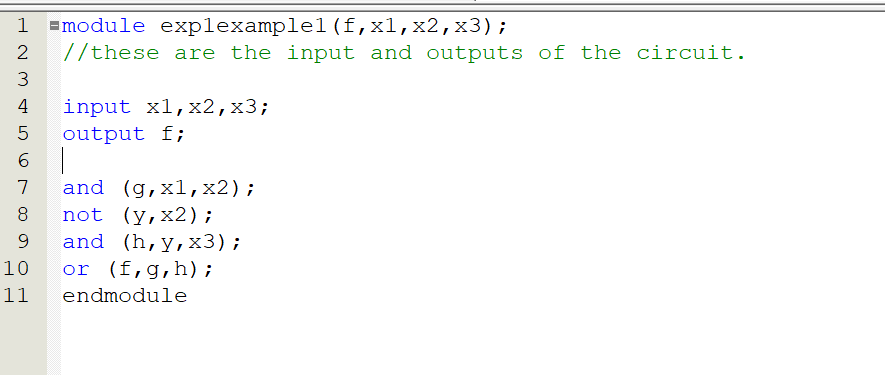 1 module exp1example1(f,x1,x2,x3);
2 //these are the input and outputs of the circuit.
3
4 input x1,x2,x3;
5 output f;
6
7 and (g,x1,x2);
8 not (y,x2);
9 and (h,y,x3);
10 or (f,g,h);
11 endmodule